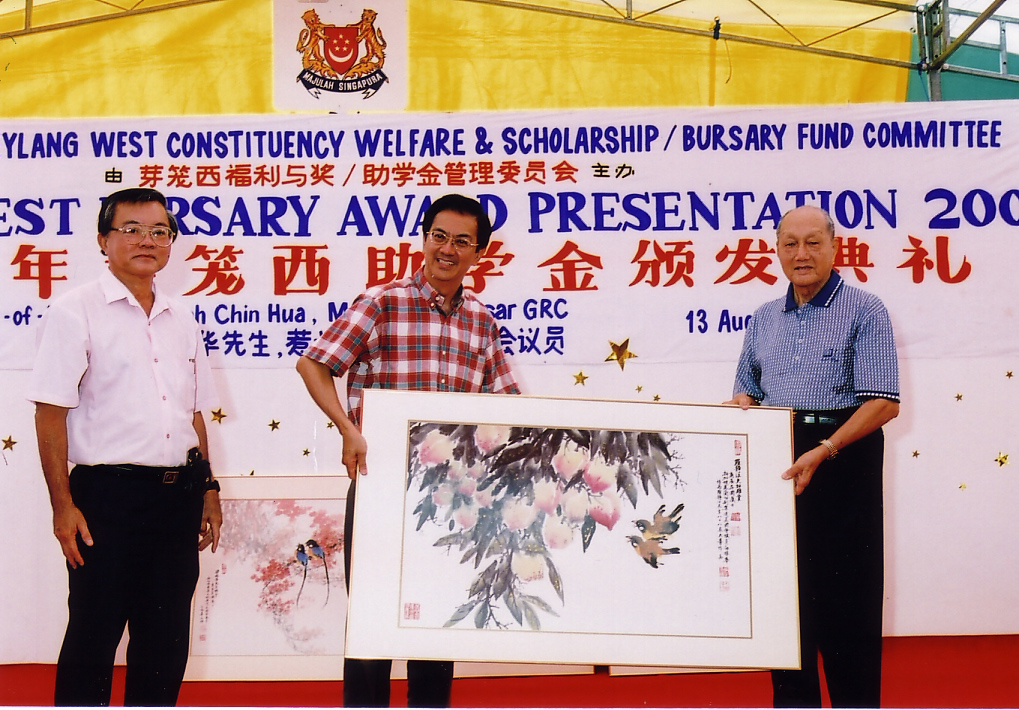 MAJULAH SINGAPURA
YLANG WEST CONSTITUENCY WELFARE & SCHOLARSHIP / BURSARY FUND COMMITTEE
由 芽笼西福利与奖/助学金管理委员会 主办
EST BURSARY AWARD PRESENTATION 200
年 笼西助学金颁发典礼
-of- h Chin Hua, M sar GRC
13 Au
华先生,惹 会议员